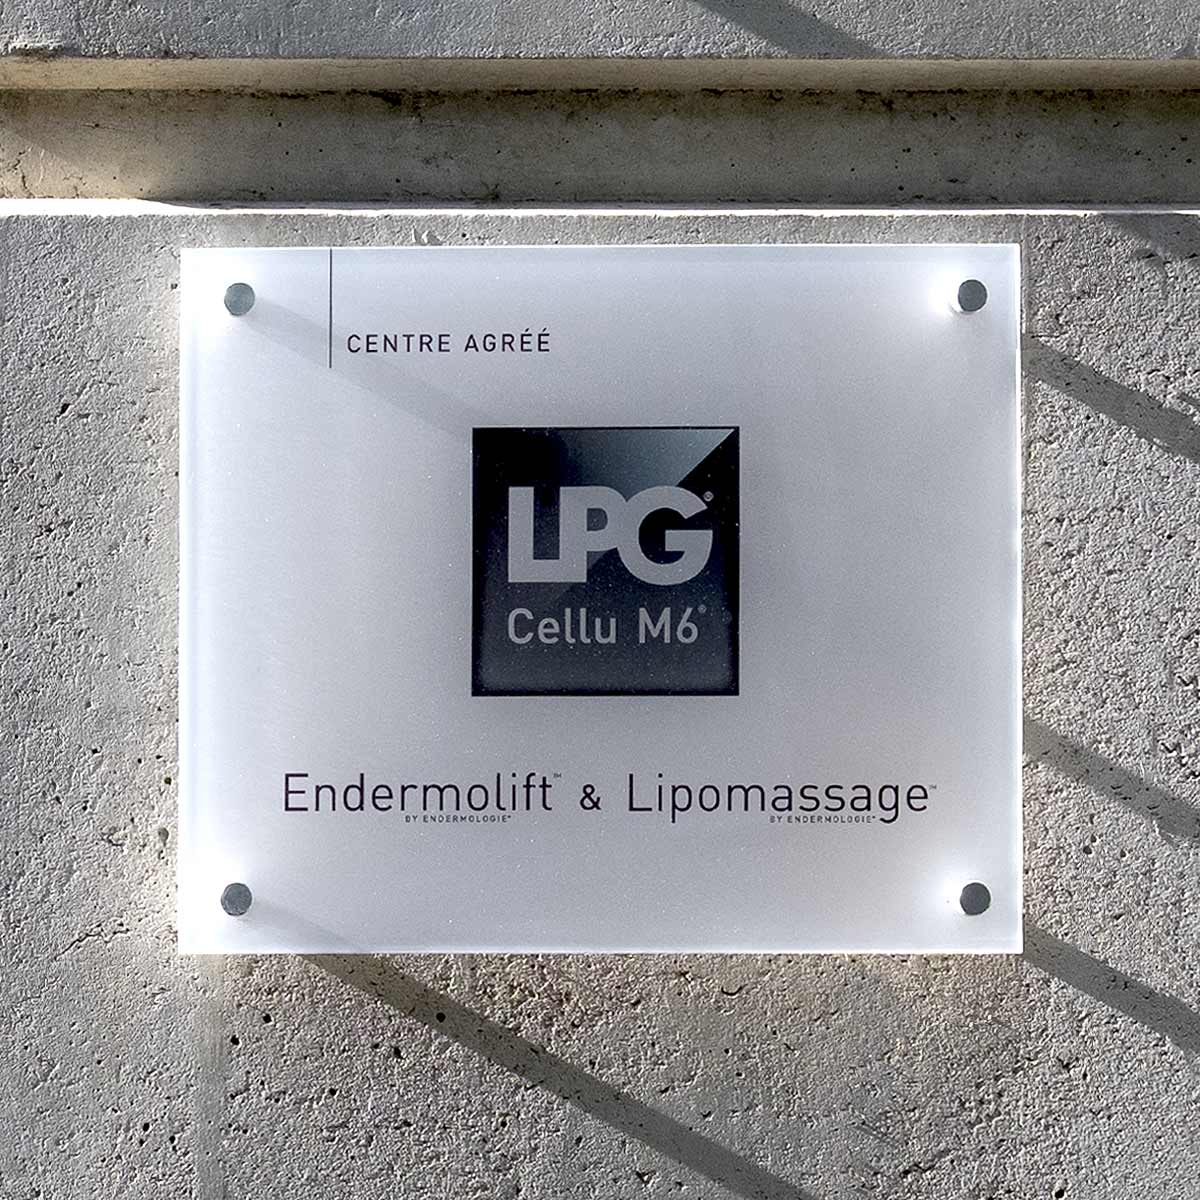 CENTRE AGRÉÉ
LPG®
Cellu M6®
Endermolift™ & Lipomassage™
BY ENDERMOLOGIE® BY ENDERMOLOGIE®